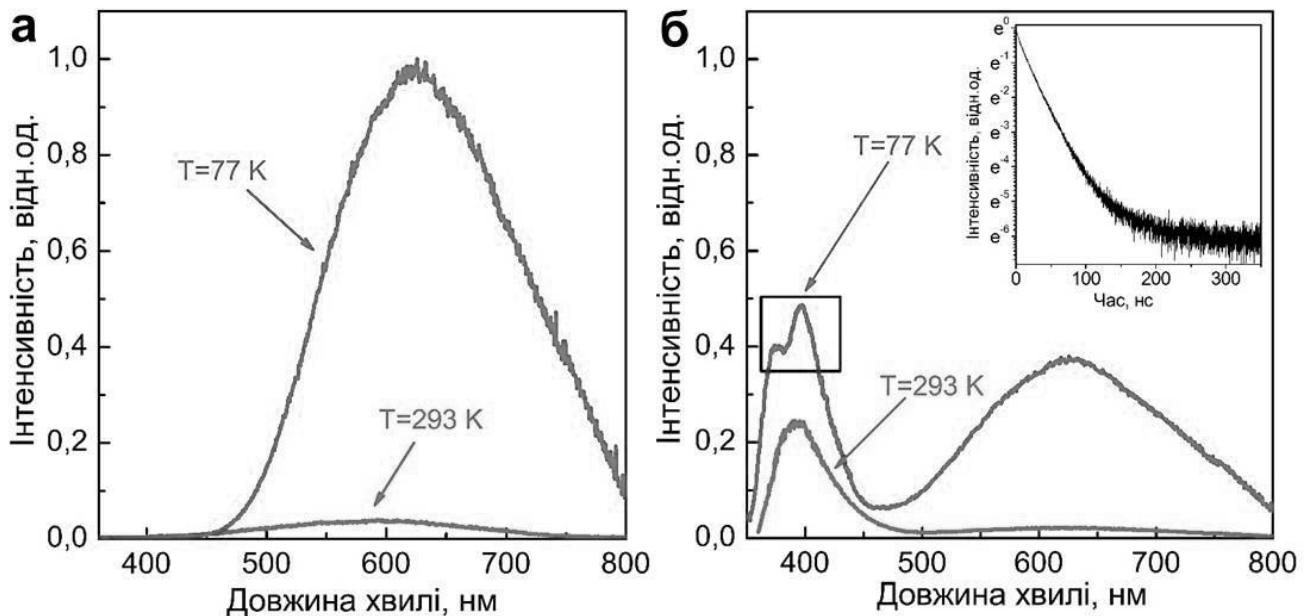 а
Інтенсивність, відн.од.
1,0
0,8
0,6
0,4
0,2
0,0
T=77 K
T=293 K
400 500 600 700 800
Довжина хвилі, нм
б
Інтенсивність, відн.од.
1,0
0,8
0,6
0,4
0,2
0,0
T=77 K
T=293 K
400 500 600 700 800
Довжина хвилі, нм
Інтенсивність, відн.од.
e⁰
e⁻¹
e⁻²
e⁻³
e⁻⁴
e⁻⁵
e⁻⁶
0 100 200 300
Час, нс